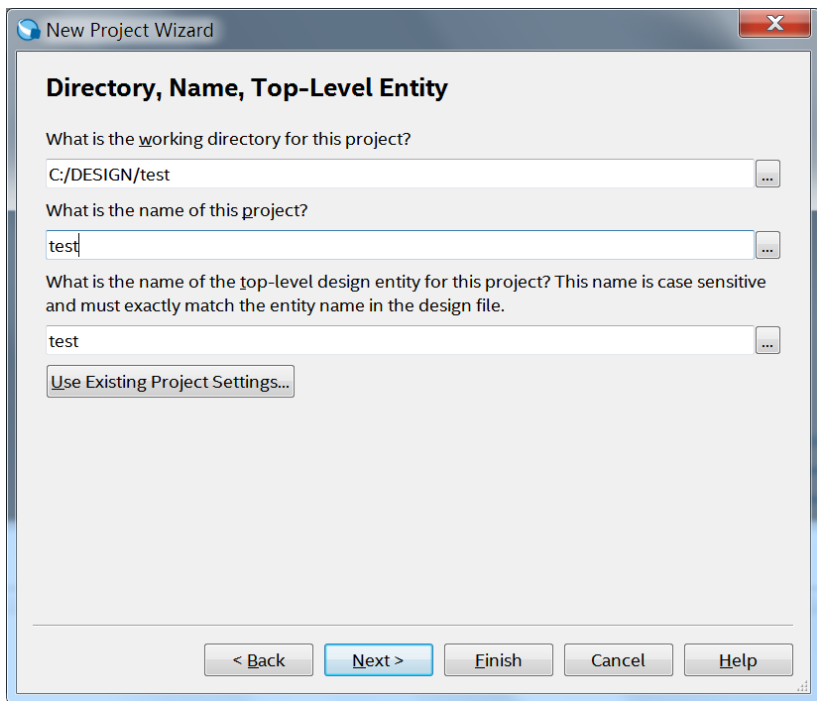 New Project Wizard
Directory, Name, Top-Level Entity
What is the working directory for this project?
C:/DESIGN/test
...
What is the name of this project?
test
...
What is the name of the top-level design entity for this project? This name is case sensitive
and must exactly match the entity name in the design file.
test
...
Use Existing Project Settings...
< Back
Next >
Finish
Cancel
Help